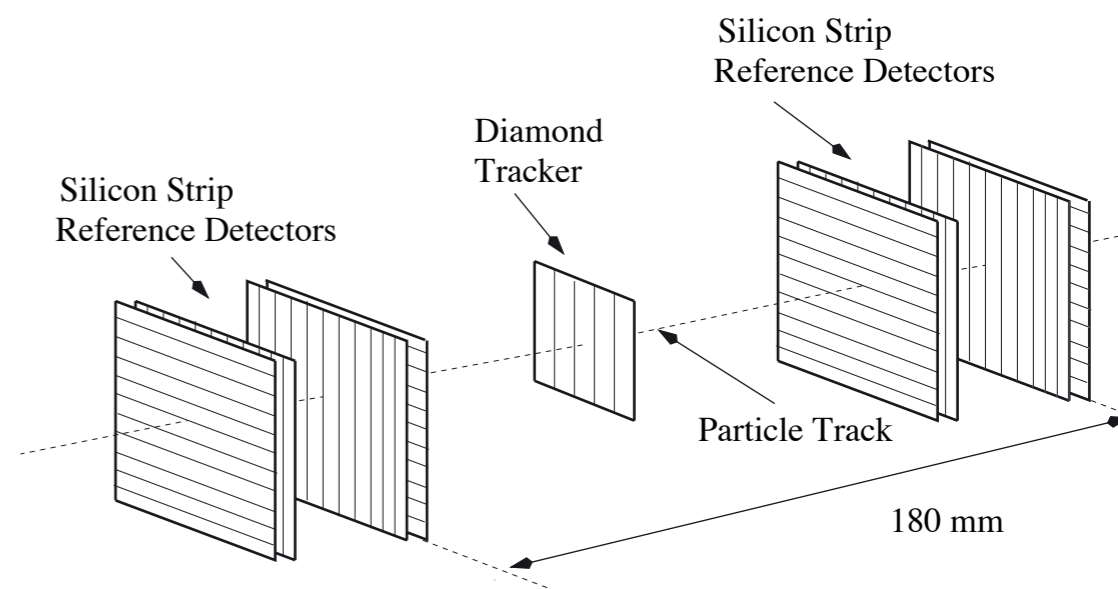 Silicon Strip
Reference Detectors
Diamond
Tracker
Silicon Strip
Reference Detectors
Particle Track
180 mm